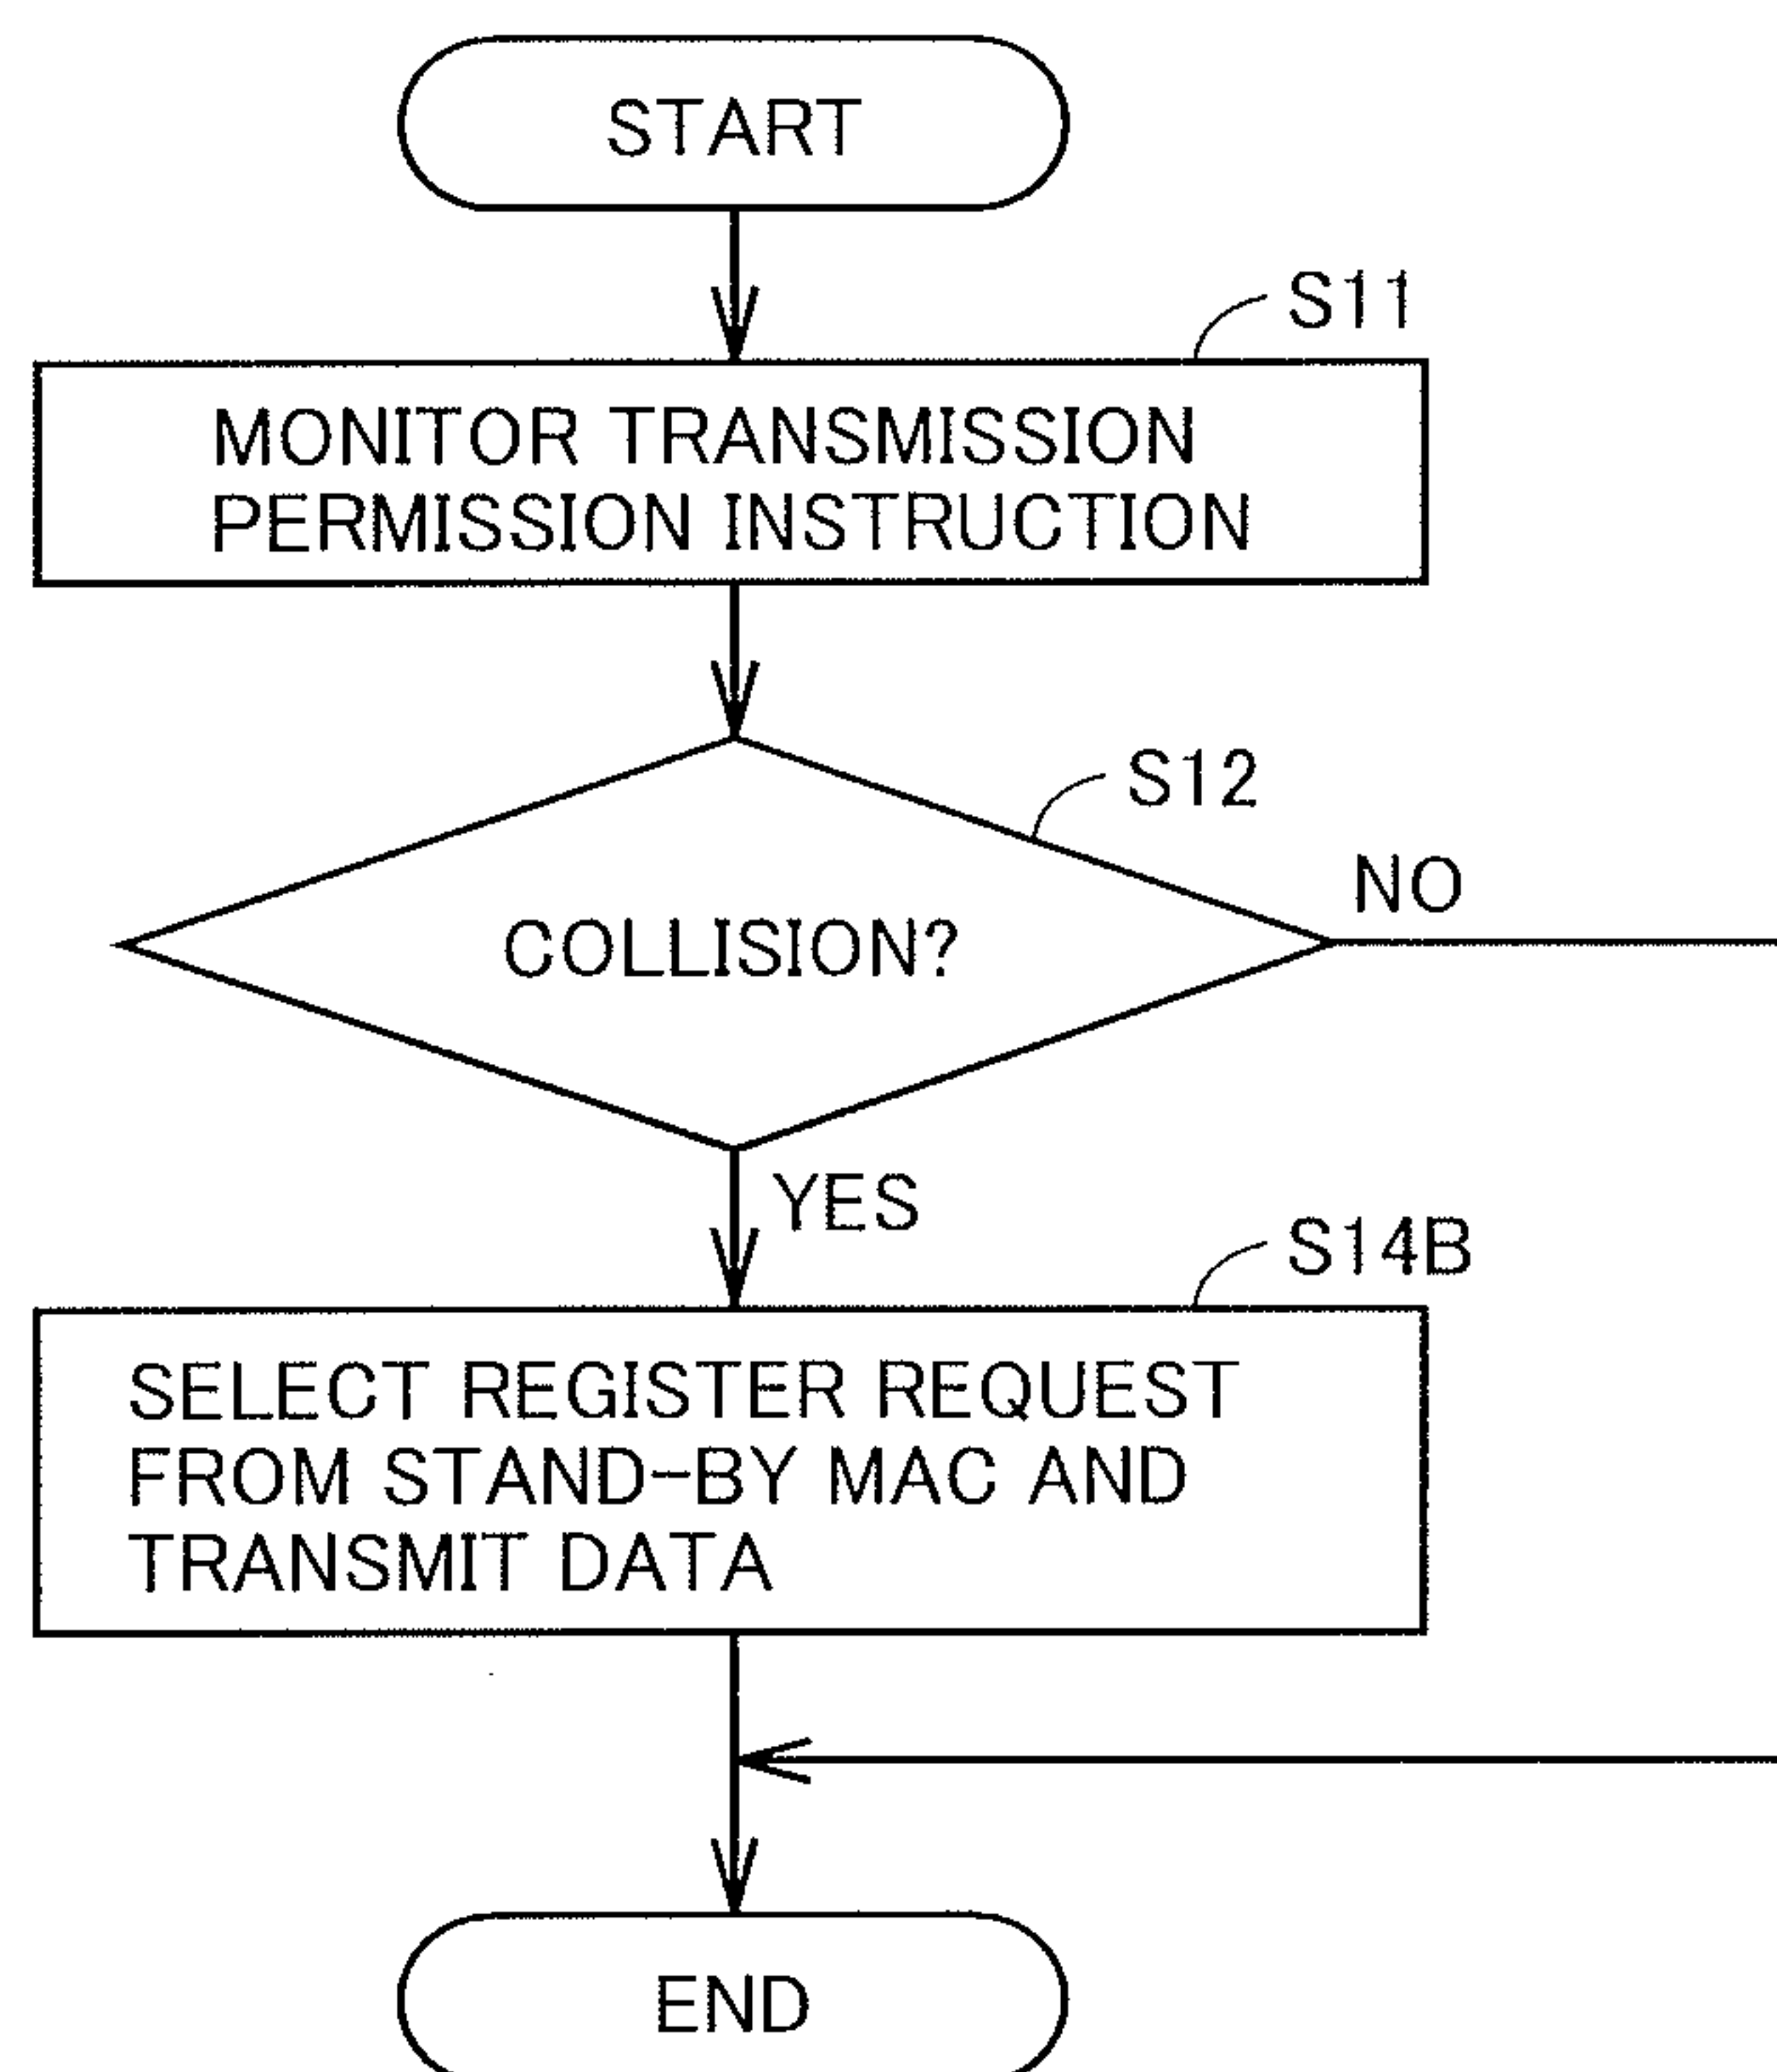 START
S11
MONITOR TRANSMISSION
PERMISSION INSTRUCTION
S12
NO
COLLISION?
YES
S14B
SELECT REGISTER REQUEST
FROM STAND-BY MAC AND
TRANSMIT DATA
END